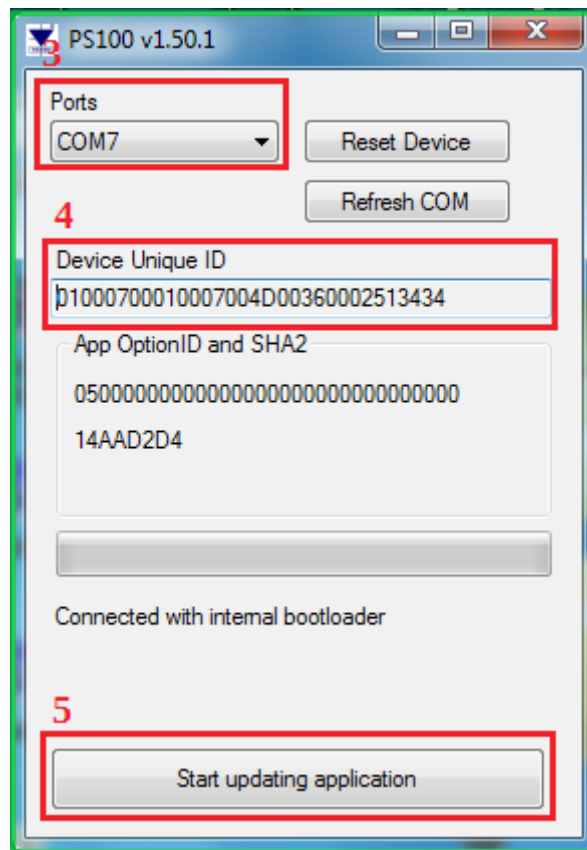 PS100 v1.50.1
3
Ports
COM7
Reset Device
Refresh COM
4
Device Unique ID
01000700010007004D00360002513434
App OptionID and SHA2
05000000000000000000000000000000
14AAD2D4
Connected with internal bootloader
5
Start updating application